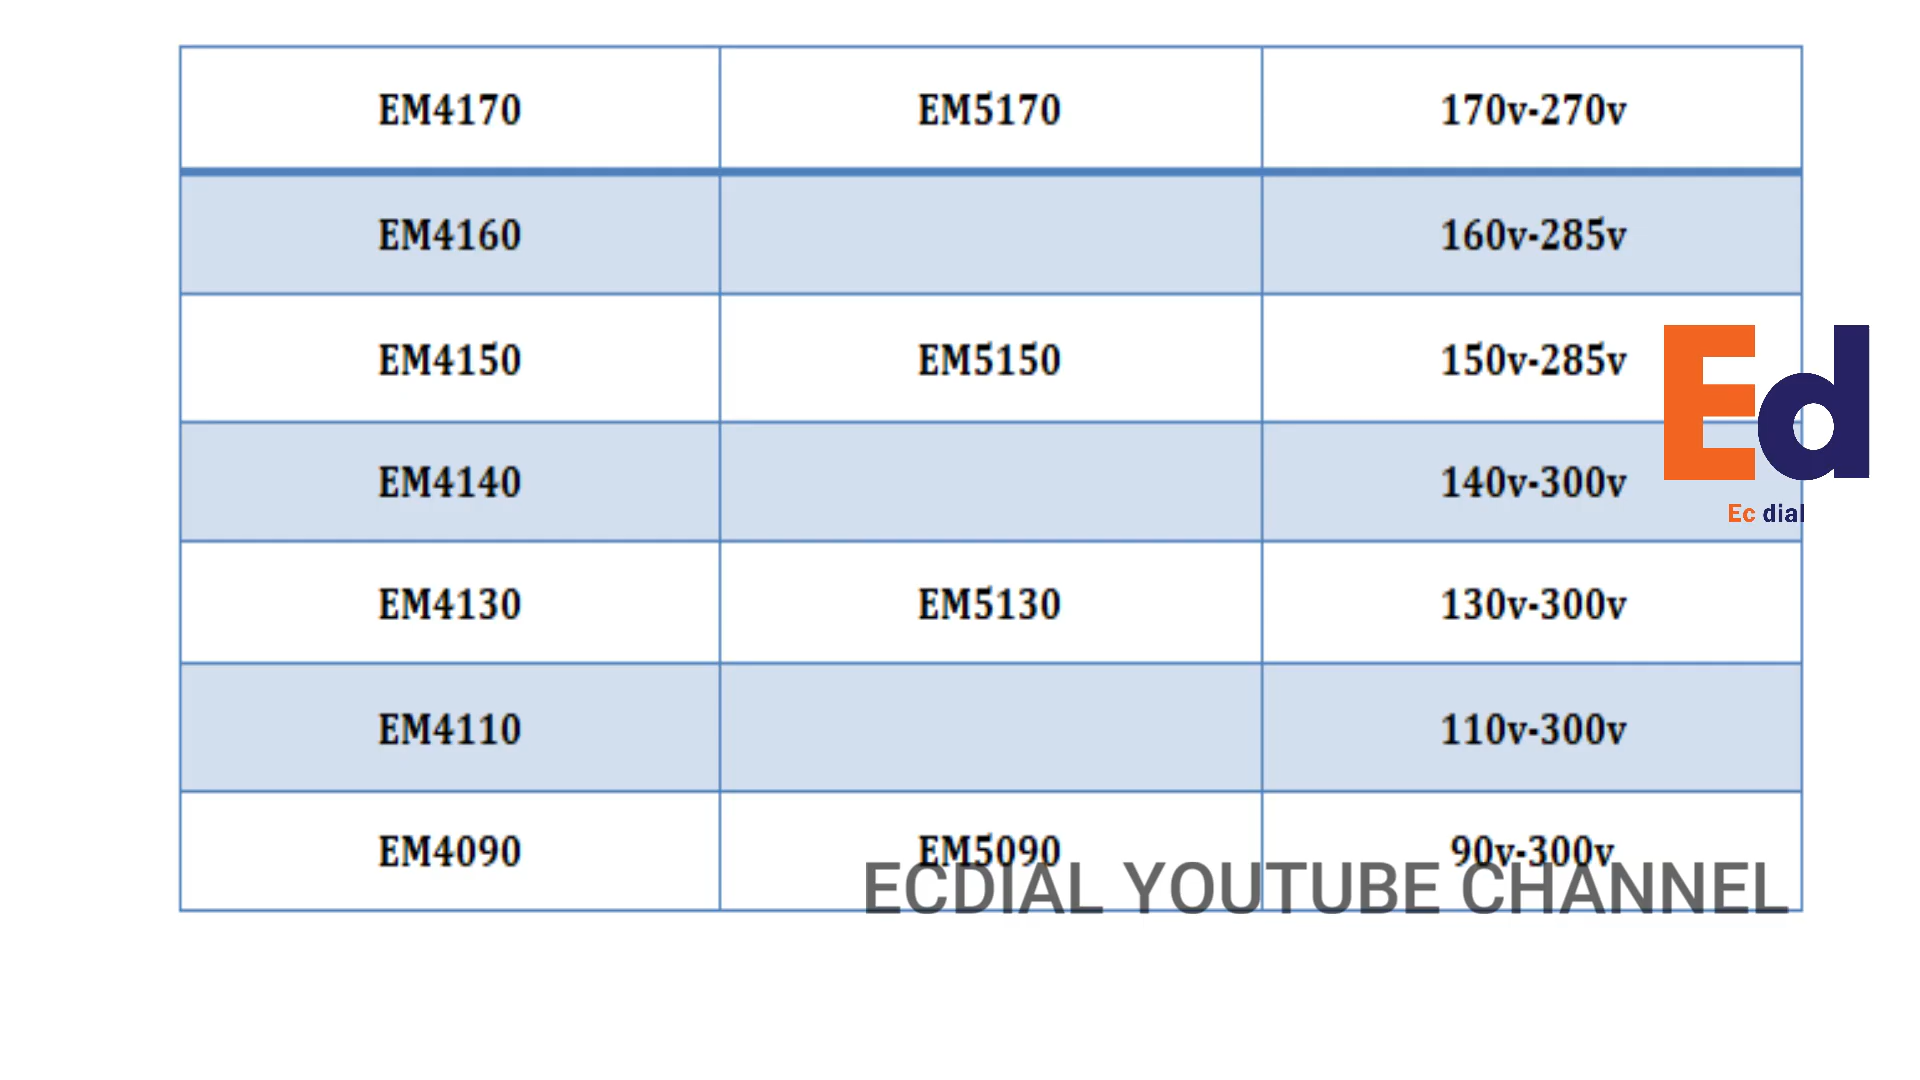 EM4170 EM5170 170v-270v
EM4160 160v-285v
EM4150 EM5150 150v-285v
Ed
EM4140 140v-300v
Ec dial
EM4130 EM5130 130v-300v
EM4110 110v-300v
EM4090 EM5090 90v-300v
ECDIAL YOUTUBE CHANNEL